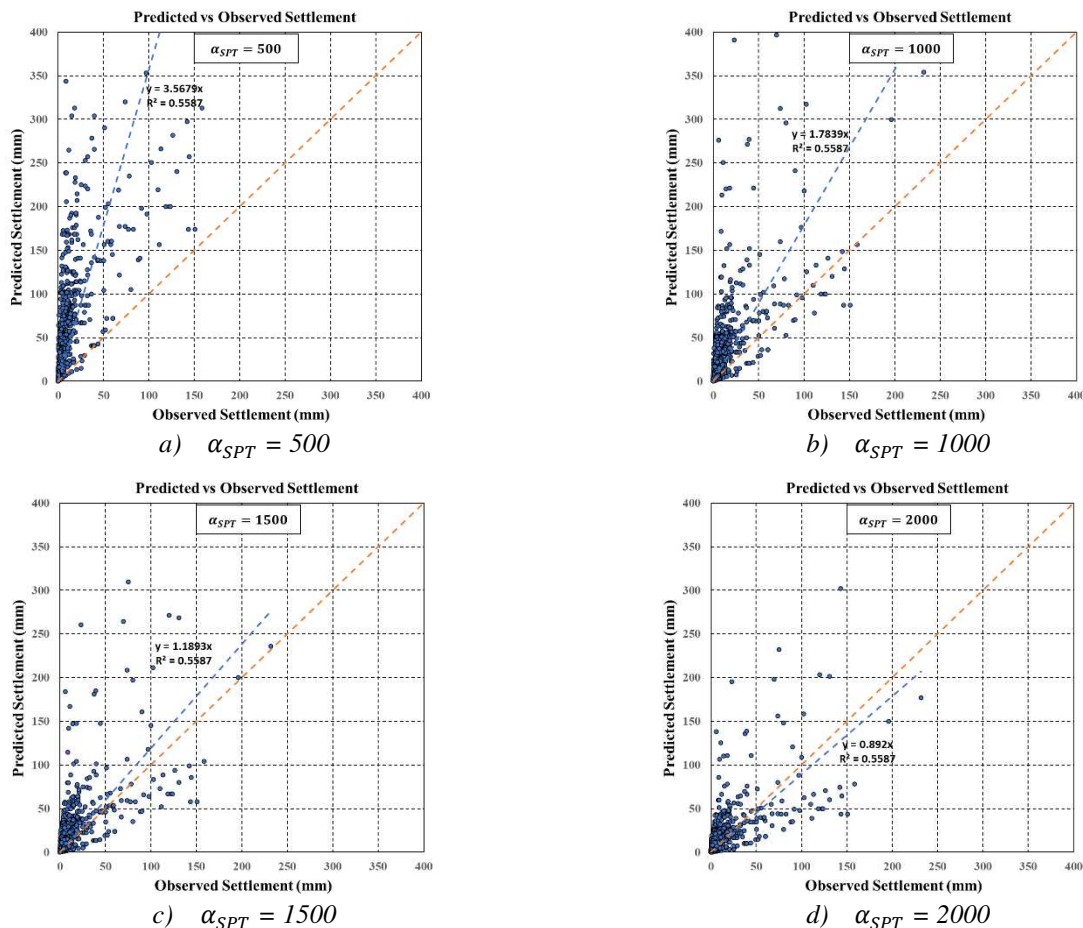 Predicted vs Observed Settlement
α_SPT = 500
400
350
300
250
200
150
100
50
0
y = 3.5679x
R² = 0.5587
Predicted Settlement (mm)
0 50 100 150 200 250 300 350 400
Observed Settlement (mm)
a) α_SPT = 500
Predicted vs Observed Settlement
α_SPT = 1000
400
350
300
250
200
150
100
50
0
y = 1.7839x
R² = 0.5587
Predicted Settlement (mm)
0 50 100 150 200 250 300 350 400
Observed Settlement (mm)
b) α_SPT = 1000
Predicted vs Observed Settlement
α_SPT = 1500
400
350
300
250
200
150
100
50
0
y = 1.1893x
R² = 0.5587
Predicted Settlement (mm)
0 50 100 150 200 250 300 350 400
Observed Settlement (mm)
c) α_SPT = 1500
Predicted vs Observed Settlement
α_SPT = 2000
400
350
300
250
200
150
100
50
0
y = 0.892x
R² = 0.5587
Predicted Settlement (mm)
0 50 100 150 200 250 300 350 400
Observed Settlement (mm)
d) α_SPT = 2000